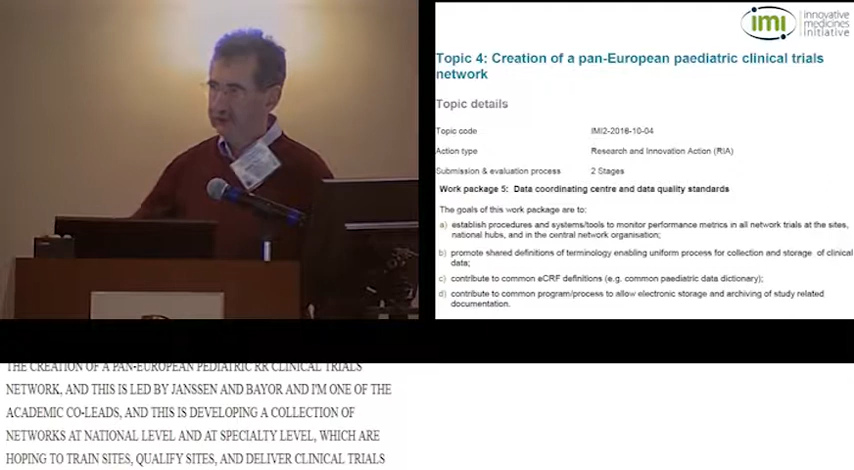 imi innovative
medicines
initiative
Topic 4: Creation of a pan-European paediatric clinical trials
network
Topic details
Topic code IMI2-2016-10-04
Action type Research and Innovation Action (RIA)
Submission & evaluation process 2 Stages
Work package 5: Data coordinating centre and data quality standards
The goals of this work package are to:
a) establish procedures and systems/tools to monitor performance metrics in all network trials at the sites,
national hubs, and in the central network organisation;
b) promote shared definitions of terminology enabling uniform process for collection and storage of clinical
data;
c) contribute to common eCRF definitions (e.g. common paediatric data dictionary);
d) contribute to common program/process to allow electronic storage and archiving of study related
documentation.
THE CREATION OF A PAN-EUROPEAN PEDIATRIC RR CLINICAL TRIALS
NETWORK, AND THIS IS LED BY JANSSEN AND BAYOR AND I'M ONE OF THE
ACADEMIC CO-LEADS, AND THIS IS DEVELOPING A COLLECTION OF
NETWORKS AT NATIONAL LEVEL AND AT SPECIALTY LEVEL, WHICH ARE
HOPING TO TRAIN SITES, QUALIFY SITES, AND DELIVER CLINICAL TRIALS